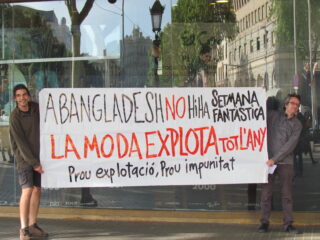 A BANGLADESH NO HI HA SETMANA FANTÀSTICA
LA MODA EXPLOTA TOT L'ANY
Prou explotació, Prou impunitat